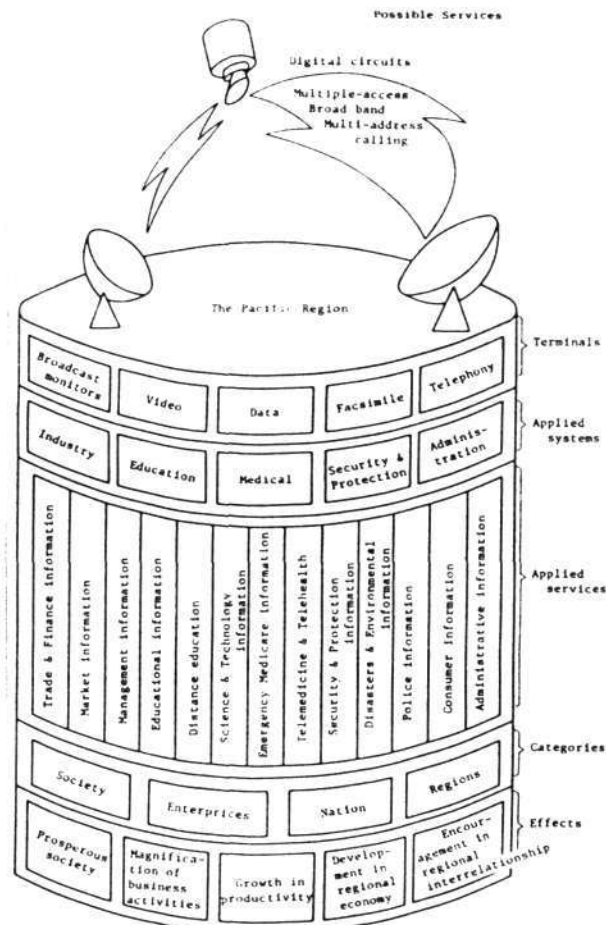 Possible Services
Digital circuits
Multiple-access
Broad band
Multi-address
calling
The Pacific Region
Terminals
Broadcast
monitors
Video
Data
Facsimile
Telephony
Applied
systems
Industry
Education
Medical
Security &
Protection
Adminis-
tration
Applied
services
Trade & Finance information
Market information
Management information
Educational information
Distance education
Science & Technology
information
Emergency Medicare information
Telemedicine & Telehealth
Security & Protection
information
Disasters & Environmental
information
Police information
Consumer information
Administrative information
Categories
Society
Enterprices
Nation
Regions
Effects
Prosperous
society
Magnifica-
tion of
business
activities
Growth in
productivity
Develop-
ment in
regional
economy
Encour-
agement in
regional
interrelationship